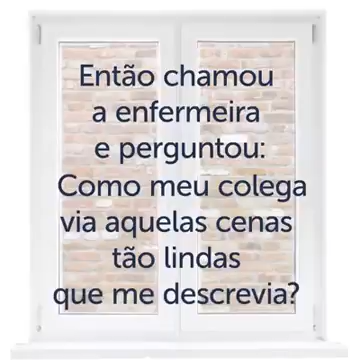 Então chamou
a enfermeira
e perguntou:
Como meu colega
via aquelas cenas
tão lindas
que me descrevia?